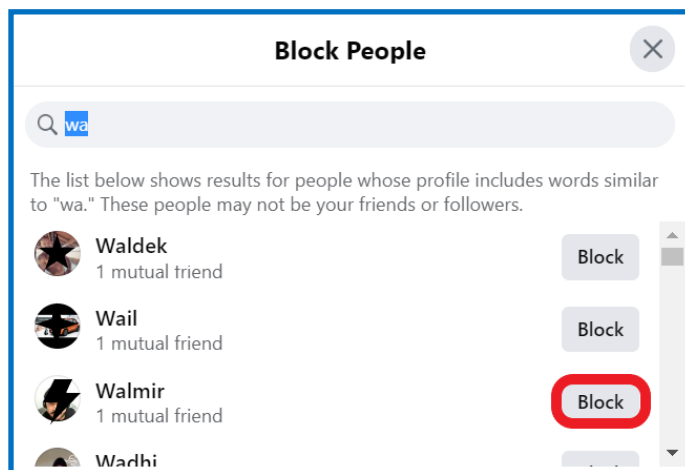 Block People
wa
The list below shows results for people whose profile includes words similar
to "wa." These people may not be your friends or followers.
Waldek
1 mutual friend
Block
Wail
1 mutual friend
Block
Walmir
1 mutual friend
Block
Wadhi